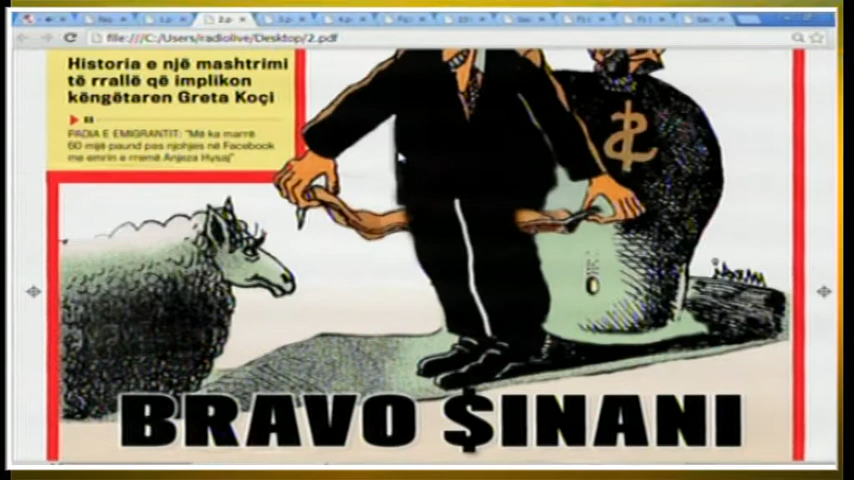 file:///C:/Users/radiolive/Desktop/2.pdf
Historia e një mashtrimi
të rrallë që implikon
këngëtaren Greta Koçi
PADIA E EMIGRANTIT: "Më ka marrë
60 mijë paund pas njohjes në Facebook
me emrin e rremë Anjeza Hysaj"
BRAVO $INANI